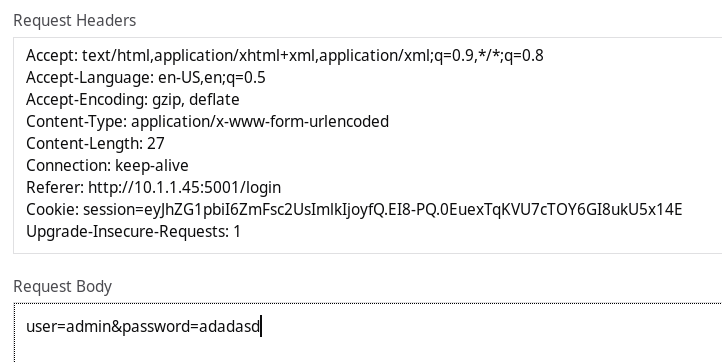 Request Headers
Accept: text/html,application/xhtml+xml,application/xml;q=0.9,*/*;q=0.8
Accept-Language: en-US,en;q=0.5
Accept-Encoding: gzip, deflate
Content-Type: application/x-www-form-urlencoded
Content-Length: 27
Connection: keep-alive
Referer: http://10.1.1.45:5001/login
Cookie: session=eyJhZG1pbiI6ZmFsc2UsImlkIjoyfQ.EI8-PQ.0EuexTqKVU7cTOY6GI8ukU5x14E
Upgrade-Insecure-Requests: 1
Request Body
user=admin&password=adadasd